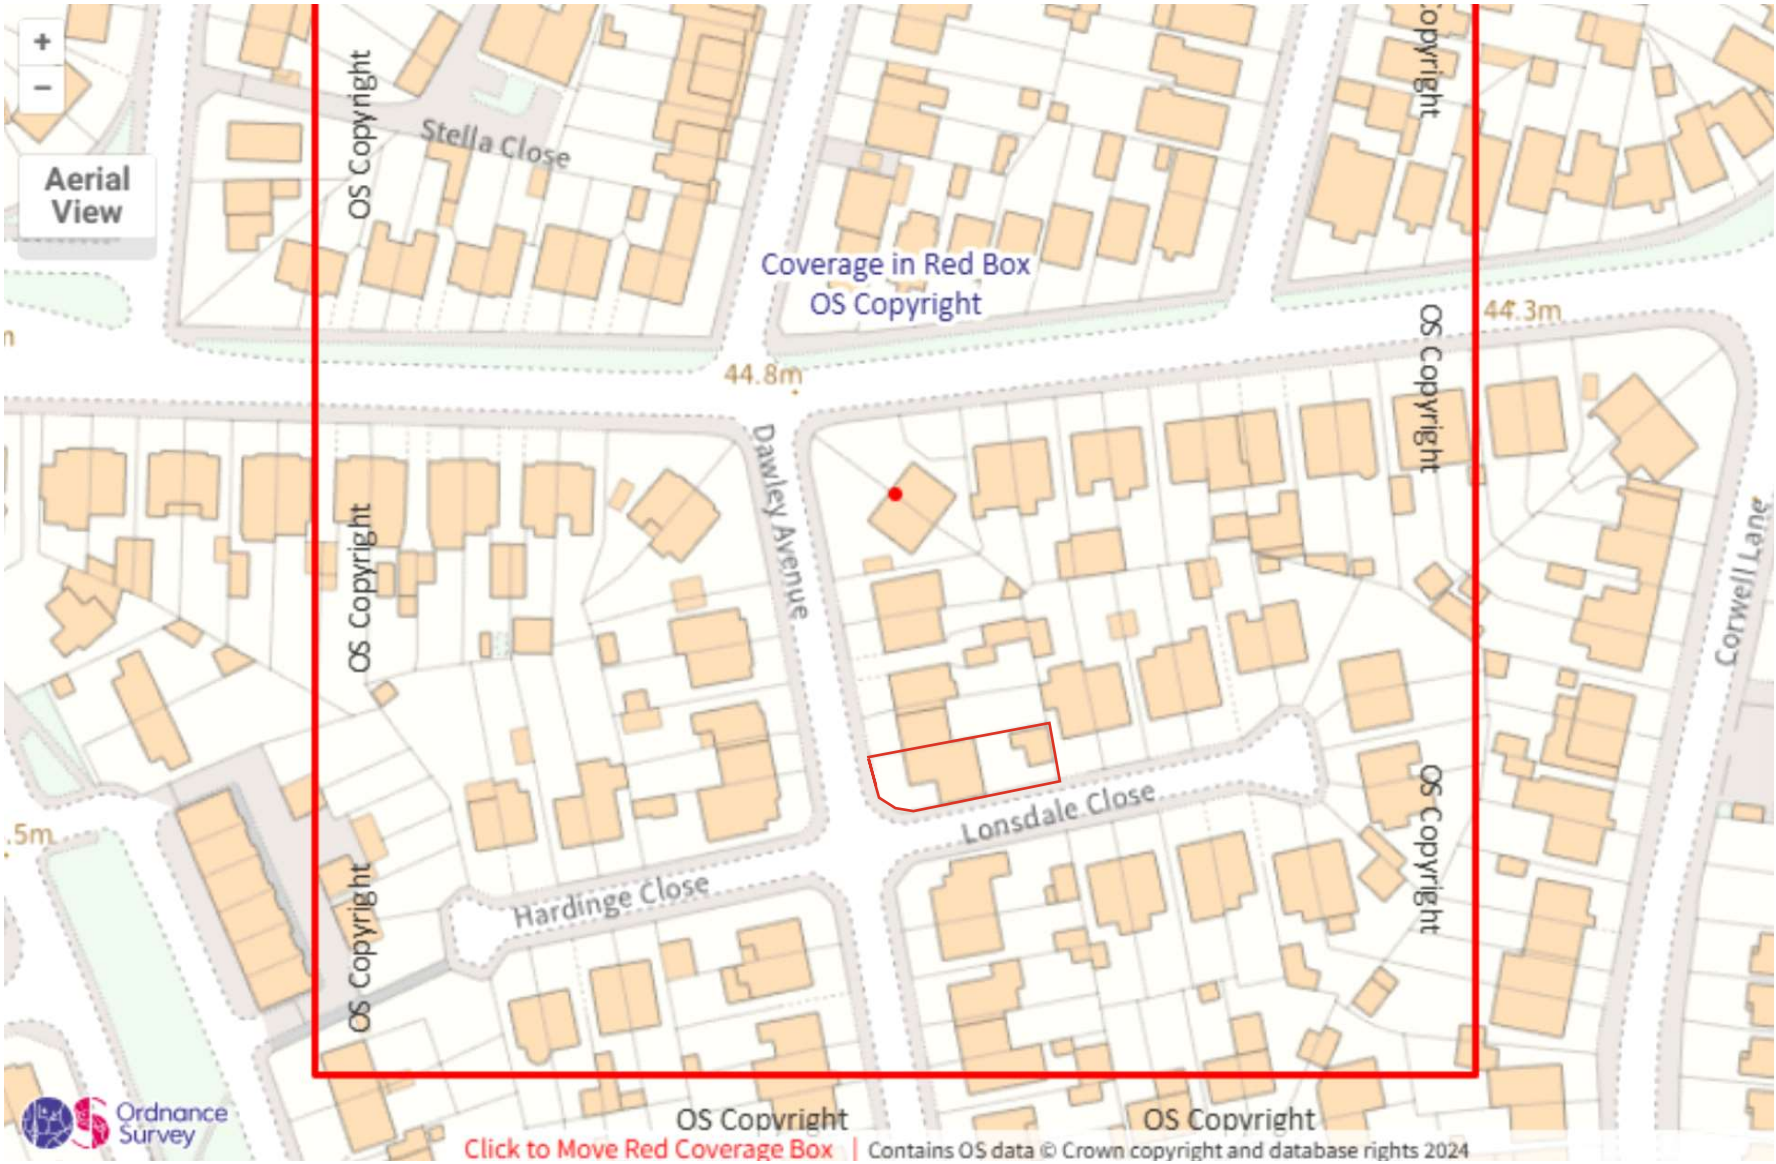 +
−
Aerial
View
OS Copyright
opyright
Stella Close
Coverage in Red Box
OS Copyright
44.3m
OS Copyright
44.8m
Dawley Avenue
OS Copyright
Corwell Lane
Lonsdale Close
OS Copyright
.5m
Hardinge Close
OS Copyright
Ordnance
Survey
OS Copyright
OS Copyright
Click to Move Red Coverage Box | Contains OS data © Crown copyright and database rights 2024